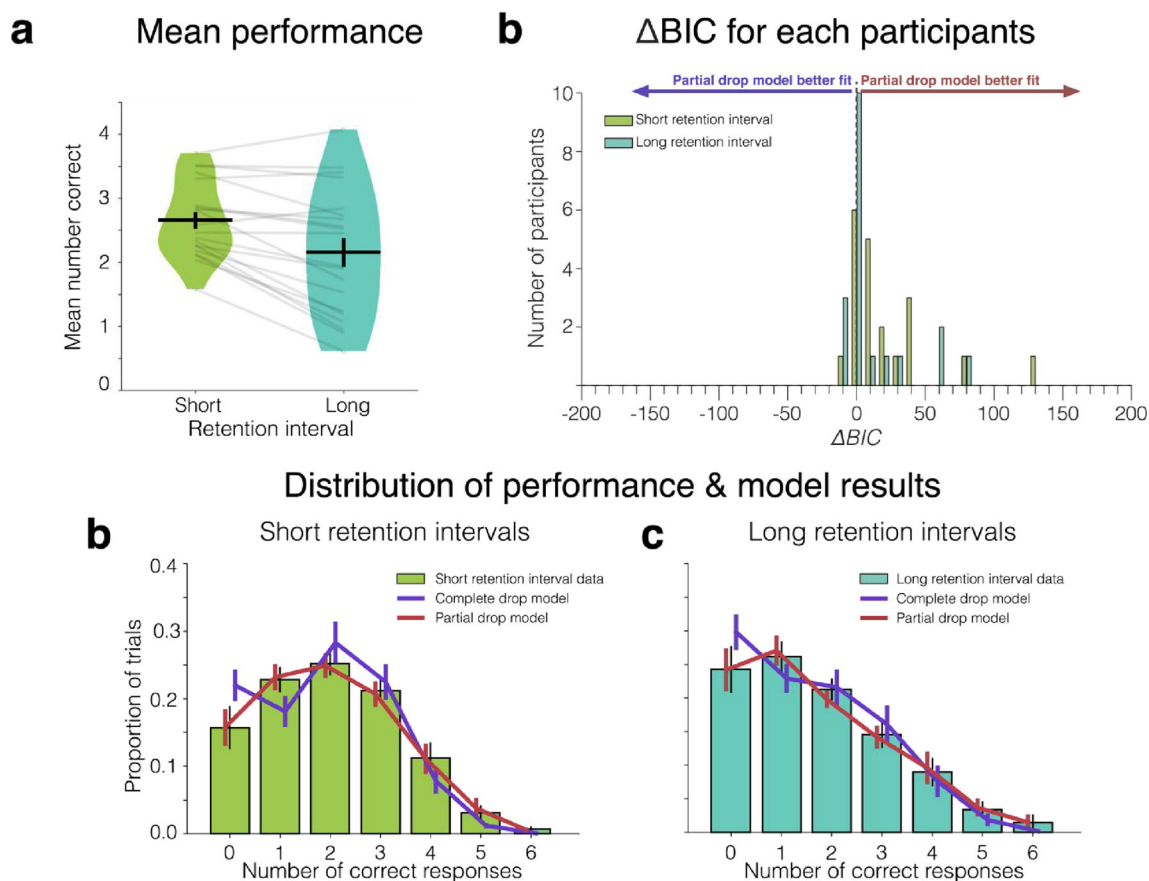 a Mean performance
Mean number correct
4
3
2
1
0
Short Long
Retention interval
b ΔBIC for each participants
Partial drop model better fit Partial drop model better fit
Short retention interval
Long retention interval
Number of participants
10
8
6
4
2
-200 -150 -100 -50 0 50 100 150 200
ΔBIC
Distribution of performance & model results
b Short retention intervals
Short retention interval data
Complete drop model
Partial drop model
Proportion of trials
0.4
0.3
0.2
0.1
0.0
0 1 2 3 4 5 6
Number of correct responses
c Long retention intervals
Long retention interval data
Complete drop model
Partial drop model
0 1 2 3 4 5 6
Number of correct responses